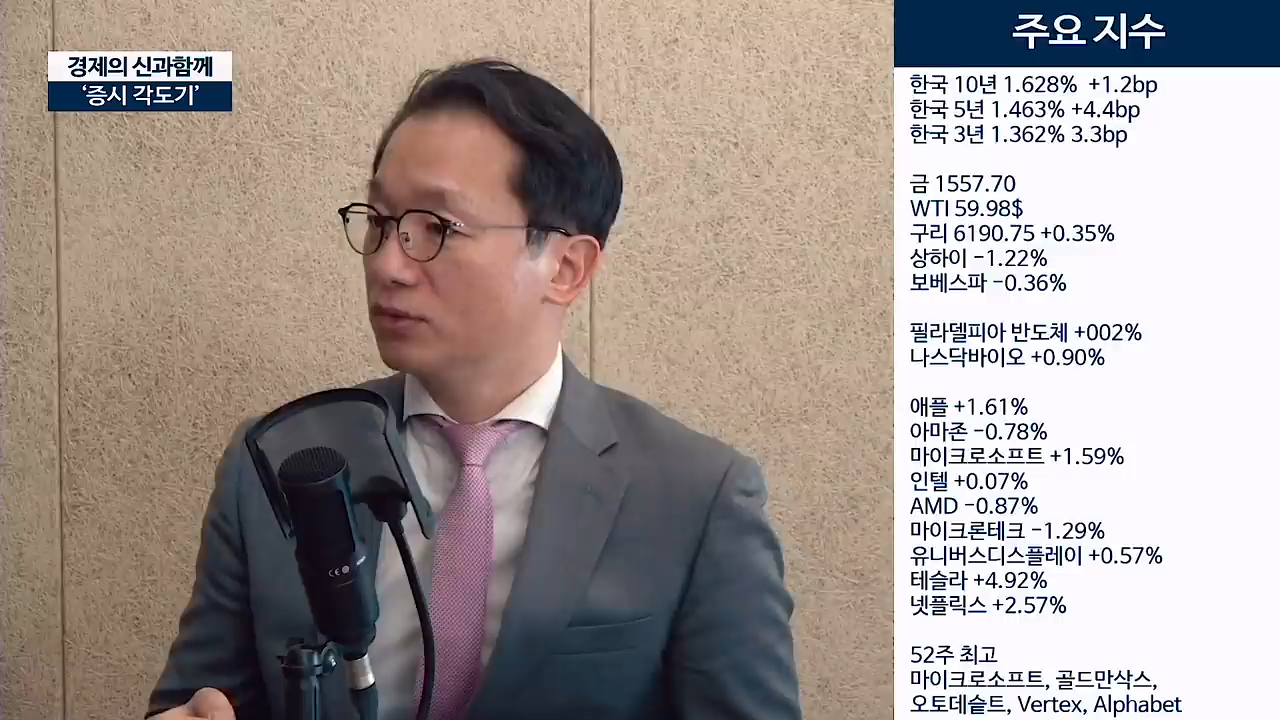 경제의 신과함께
'증시 각도기'
주요 지수
한국 10년 1.628% +1.2bp
한국 5년 1.463% +4.4bp
한국 3년 1.362% 3.3bp
금 1557.70
WTI 59.98$
구리 6190.75 +0.35%
상하이 -1.22%
보베스파 -0.36%
필라델피아 반도체 +002%
나스닥바이오 +0.90%
애플 +1.61%
아마존 -0.78%
마이크로소프트 +1.59%
인텔 +0.07%
AMD -0.87%
마이크론테크 -1.29%
유니버스디스플레이 +0.57%
테슬라 +4.92%
넷플릭스 +2.57%
52주 최고
마이크로소프트, 골드만삭스,
오토데슽트, Vertex, Alphabet
CE